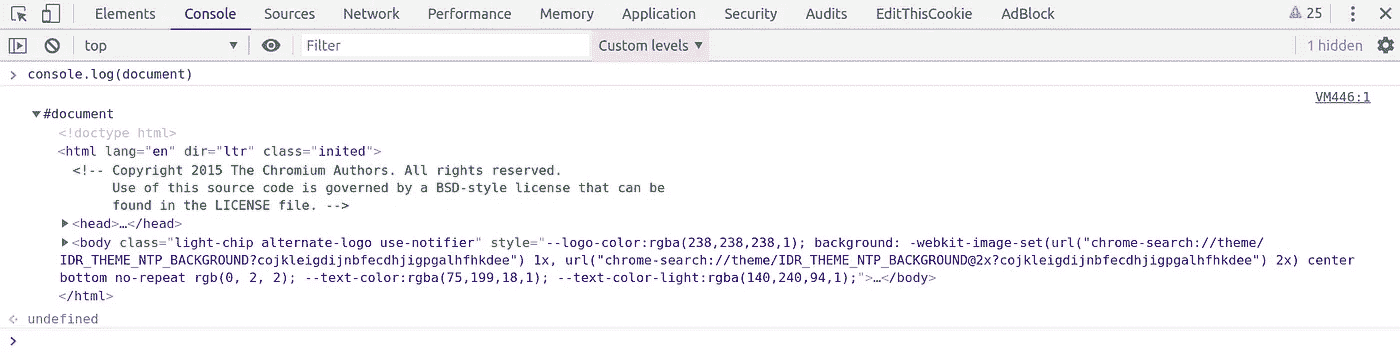 Elements Console Sources Network Performance Memory Application Security Audits EditThisCookie AdBlock 25
top Filter Custom levels 1 hidden
console.log(document)
VM446:1
#document
<!doctype html>
<html lang="en" dir="ltr" class="inited">
<!-- Copyright 2015 The Chromium Authors. All rights reserved.
Use of this source code is governed by a BSD-style license that can be
found in the LICENSE file. -->
<head>…</head>
<body class="light-chip alternate-logo use-notifier" style="--logo-color:rgba(238,238,238,1); background: -webkit-image-set(url("chrome-search://theme/
IDR_THEME_NTP_BACKGROUND?cojkleigdijnbfecdhjigpgalhfhkdee") 1x, url("chrome-search://theme/IDR_THEME_NTP_BACKGROUND@2x?cojkleigdijnbfecdhjigpgalhfhkdee") 2x) center
bottom no-repeat rgb(0, 2, 2); --text-color:rgba(75,199,18,1); --text-color-light:rgba(140,240,94,1);">…</body>
</html>
undefined